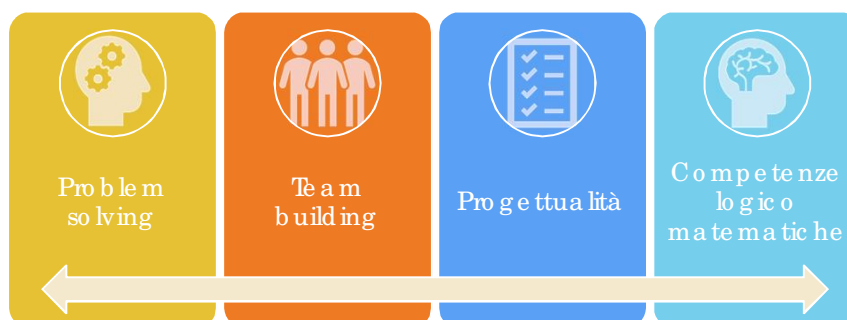 Problem
solving
Team
building
Progettualità
Competenze
logico
matematiche